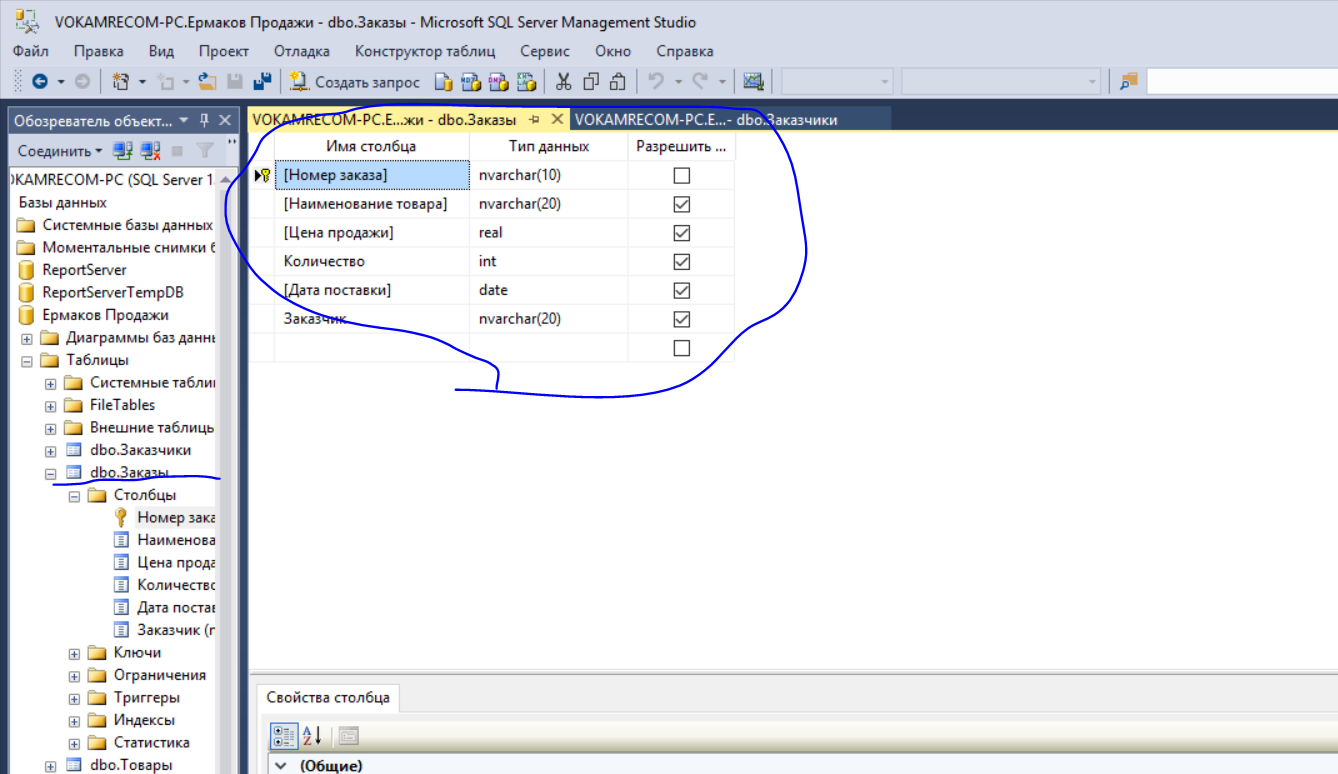 VOKAMRECOM-PC.Ермаков Продажи - dbo.Заказы - Microsoft SQL Server Management Studio
Файл Правка Вид Проект Отладка Конструктор таблиц Сервис Окно Справка
Создать запрос
Обозреватель объект...
VOKAMRECOM-PC.E...жи - dbo.Заказы
VOKAMRECOM-PC.E...- dbo.Заказчики
Соединить
KAMRECOM-PC (SQL Server 1
Базы данных
Системные базы данных
Моментальные снимки
ReportServer
ReportServerTempDB
Ермаков Продажи
Диаграммы баз данн
Таблицы
Системные табли
FileTables
Внешние таблицы
dbo.Заказчики
dbo.Заказы
Столбцы
Номер зака
Наименова
Цена прода
Количество
Дата постав
Заказчик (n
Ключи
Ограничения
Триггеры
Индексы
Статистика
dbo.Товары
Имя столбца Тип данных Разрешить ...
[Номер заказа] nvarchar(10)
[Наименование товара] nvarchar(20)
[Цена продажи] real
Количество int
[Дата поставки] date
Заказчик nvarchar(20)
Свойства столбца
(Общие)